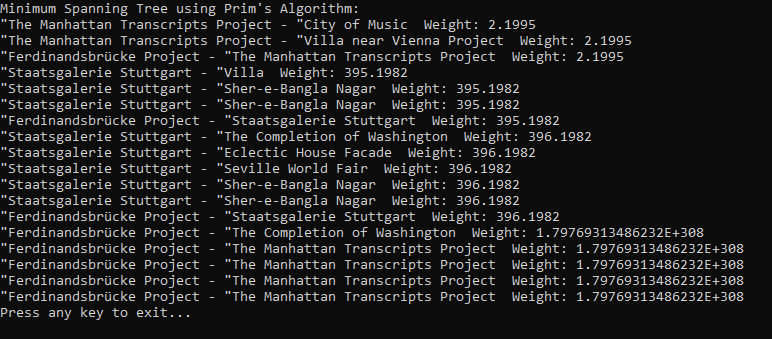 Minimum Spanning Tree using Prim's Algorithm:
"The Manhattan Transcripts Project - "City of Music  Weight: 2.1995
"The Manhattan Transcripts Project - "Villa near Vienna Project  Weight: 2.1995
"Ferdinandsbrücke Project - "The Manhattan Transcripts Project  Weight: 2.1995
"Staatsgalerie Stuttgart - "Villa  Weight: 395.1982
"Staatsgalerie Stuttgart - "Sher-e-Bangla Nagar  Weight: 395.1982
"Staatsgalerie Stuttgart - "Sher-e-Bangla Nagar  Weight: 395.1982
"Ferdinandsbrücke Project - "Staatsgalerie Stuttgart  Weight: 395.1982
"Staatsgalerie Stuttgart - "The Completion of Washington  Weight: 396.1982
"Staatsgalerie Stuttgart - "Eclectic House Facade  Weight: 396.1982
"Staatsgalerie Stuttgart - "Seville World Fair  Weight: 396.1982
"Staatsgalerie Stuttgart - "Sher-e-Bangla Nagar  Weight: 396.1982
"Staatsgalerie Stuttgart - "Sher-e-Bangla Nagar  Weight: 396.1982
"Ferdinandsbrücke Project - "Staatsgalerie Stuttgart  Weight: 396.1982
"Ferdinandsbrücke Project - "The Completion of Washington  Weight: 1.79769313486232E+308
"Ferdinandsbrücke Project - "The Manhattan Transcripts Project  Weight: 1.79769313486232E+308
"Ferdinandsbrücke Project - "The Manhattan Transcripts Project  Weight: 1.79769313486232E+308
"Ferdinandsbrücke Project - "The Manhattan Transcripts Project  Weight: 1.79769313486232E+308
"Ferdinandsbrücke Project - "The Manhattan Transcripts Project  Weight: 1.79769313486232E+308
Press any key to exit...